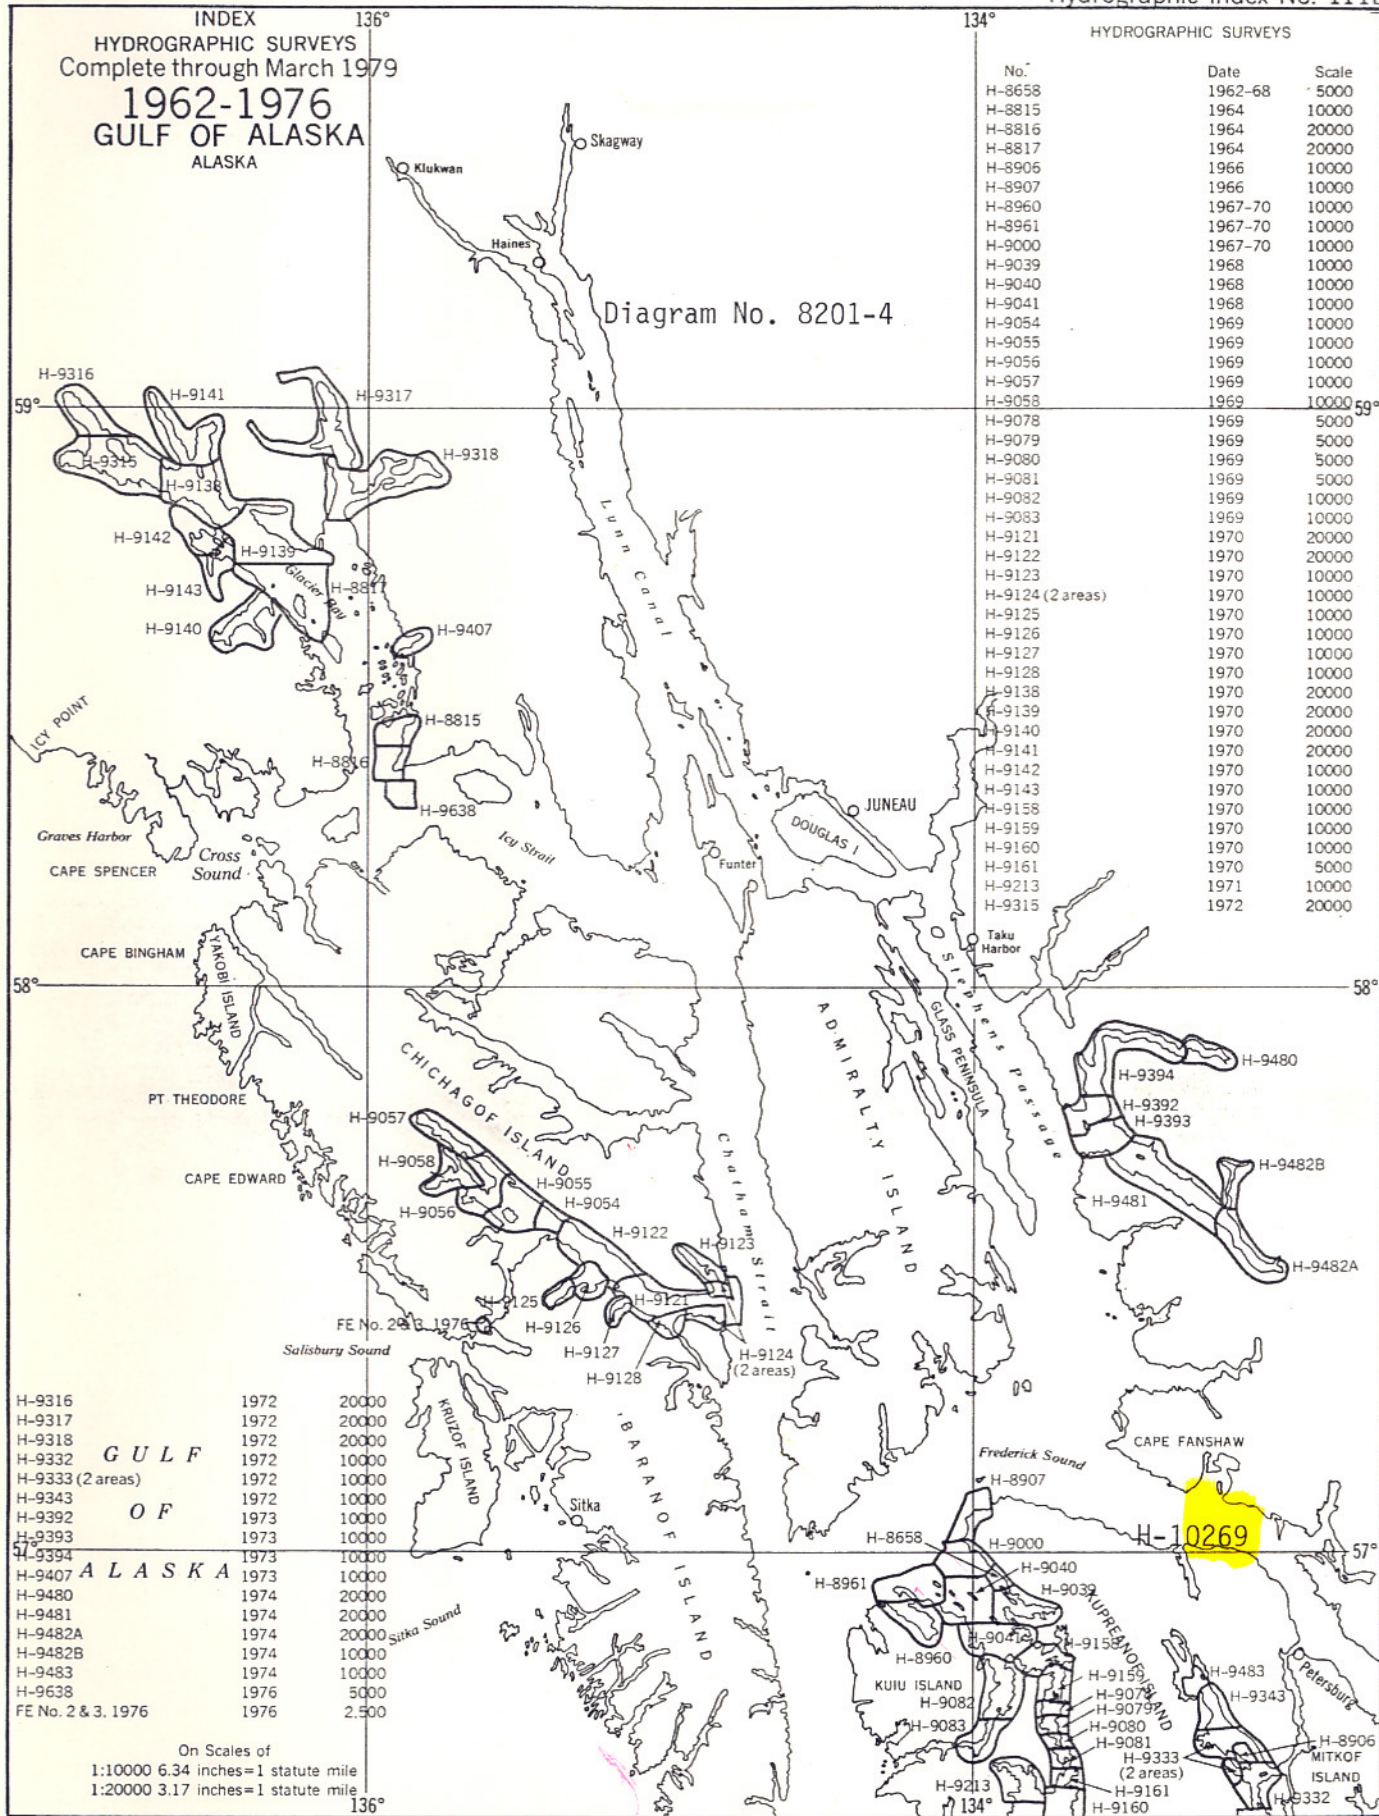 Hydrographic Index No. 111
INDEX
HYDROGRAPHIC SURVEYS
Complete through March 1979
1962-1976
GULF OF ALASKA
ALASKA
136°
134°
HYDROGRAPHIC SURVEYS
No. Date Scale
H-8658 1962-68 5000
H-8815 1964 10000
H-8816 1964 20000
H-8817 1964 20000
H-8906 1966 10000
H-8907 1966 10000
H-8960 1967-70 10000
H-8961 1967-70 10000
H-9000 1967-70 10000
H-9039 1968 10000
H-9040 1968 10000
H-9041 1968 10000
H-9054 1969 10000
H-9055 1969 10000
H-9056 1969 10000
H-9057 1969 10000
H-9058 1969 10000
H-9078 1969 5000
H-9079 1969 5000
H-9080 1969 5000
H-9081 1969 5000
H-9082 1969 10000
H-9083 1969 10000
H-9121 1970 20000
H-9122 1970 20000
H-9123 1970 10000
H-9124 (2 areas) 1970 10000
H-9125 1970 10000
H-9126 1970 10000
H-9127 1970 10000
H-9128 1970 10000
H-9138 1970 20000
H-9139 1970 20000
H-9140 1970 20000
H-9141 1970 20000
H-9142 1970 10000
H-9143 1970 10000
H-9158 1970 10000
H-9159 1970 10000
H-9160 1970 10000
H-9161 1970 5000
H-9213 1971 10000
H-9315 1972 20000
Skagway
Klukwan
Haines
Diagram No. 8201-4
H-9316
H-9141
H-9317
59°
59°
H-9315
H-9318
H-9138
H-9142
H-9139
Lynn Canal
Glacier Bay
H-9143
H-8817
H-9140
H-9407
ICY POINT
H-8815
H-8816
H-9638
JUNEAU
DOUGLAS I
Graves Harbor
Cross Sound
Icy Strait
Funter
CAPE SPENCER
Taku Harbor
CAPE BINGHAM
YAKOBI ISLAND
Stephens Passage
58°
58°
ADMIRALTY ISLAND
GLASS PENINSULA
CHICHAGOF ISLAND
H-9480
H-9394
PT THEODORE
H-9392
H-9393
H-9057
Chatham Strait
H-9058
H-9055
H-9482B
CAPE EDWARD
H-9054
H-9056
H-9481
H-9122
H-9123
H-9482A
H-9125
H-9121
FE No. 2 & 3. 1976
H-9126
Salisbury Sound
H-9127
H-9124
(2 areas)
H-9128
KRUZOF ISLAND
BARANOF ISLAND
CAPE FANSHAW
Frederick Sound
H-8907
Sitka
H-8658
H-10269
57°
57°
H-9000
H-9040
H-8961
H-9039
KUPREANOF ISLAND
Sitka Sound
H-9041
H-9158
H-8960
H-9159
H-9483
Petersburg
KUIU ISLAND
H-9078
H-9343
H-9082
H-9079
H-9083
H-9080
H-8906
H-9081
H-9333
(2 areas)
MITKOF ISLAND
H-9213
H-9161
H-9332
H-9160
H-9316 1972 20000
H-9317 1972 20000
H-9318 1972 20000
H-9332 1972 10000
H-9333 (2 areas) 1972 10000
H-9343 1972 10000
H-9392 1973 10000
H-9393 1973 10000
H-9394 1973 10000
H-9407 1973 10000
H-9480 1974 20000
H-9481 1974 20000
H-9482A 1974 20000
H-9482B 1974 10000
H-9483 1974 10000
H-9638 1976 5000
FE No. 2 & 3. 1976 1976 2,500
GULF
OF
ALASKA
On Scales of
1:10000 6.34 inches=1 statute mile
1:20000 3.17 inches=1 statute mile
136°
134°